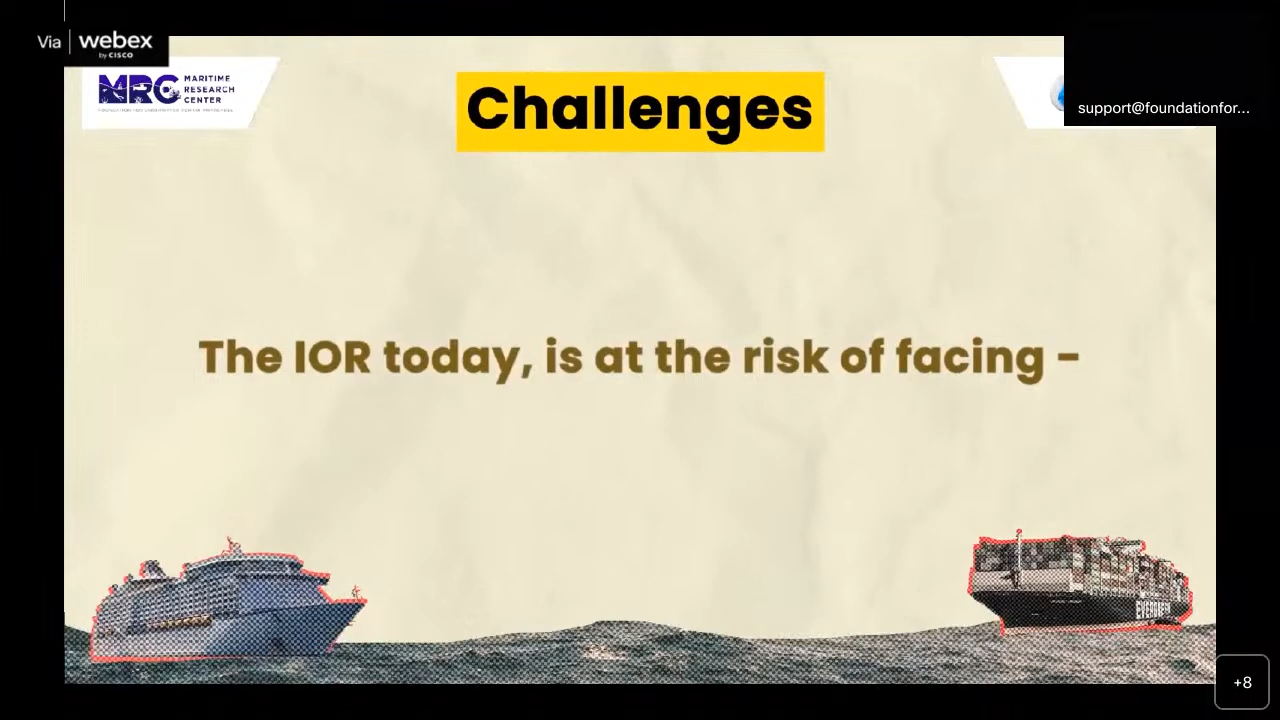 Via webex
by CISCO
MRC MARITIME
RESEARCH
CENTER
Challenges
support@foundationfor...
The IOR today, is at the risk of facing –
EVERGREEN
+8